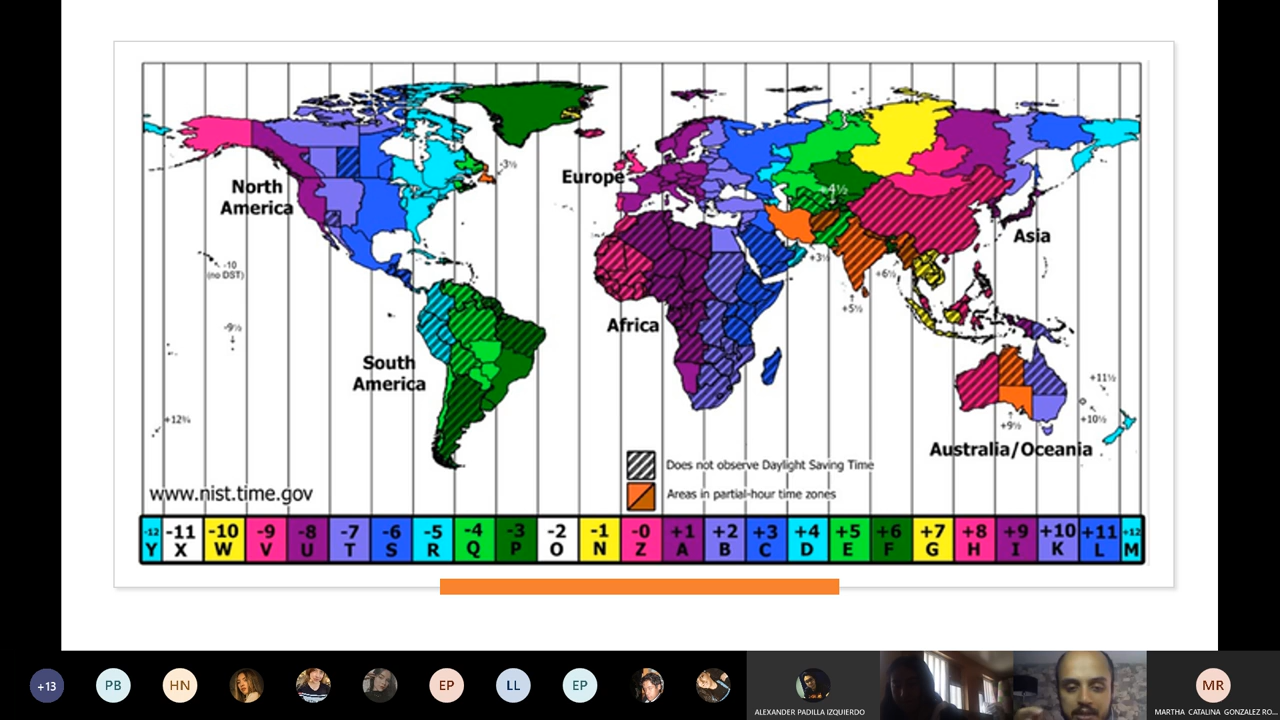 North
America
Europe
Asia
Africa
South
America
Australia/Oceania
-3½
+4½
+3½
+6½
+5½
-10
(no DST)
-9½
+12¾
+11½
+10½
+9½
Does not observe Daylight Saving Time
Areas in partial-hour time zones
www.nist.time.gov
-12 -11 -10 -9 -8 -7 -6 -5 -4 -3 -2 -1 -0 +1 +2 +3 +4 +5 +6 +7 +8 +9 +10 +11 +12
Y X W V U T S R Q P O N Z A B C D E F G H I K L M
+13 PB HN EP LL EP MR
ALEXANDER PADILLA IZQUIERDO
MARTHA CATALINA GONZALEZ RO...